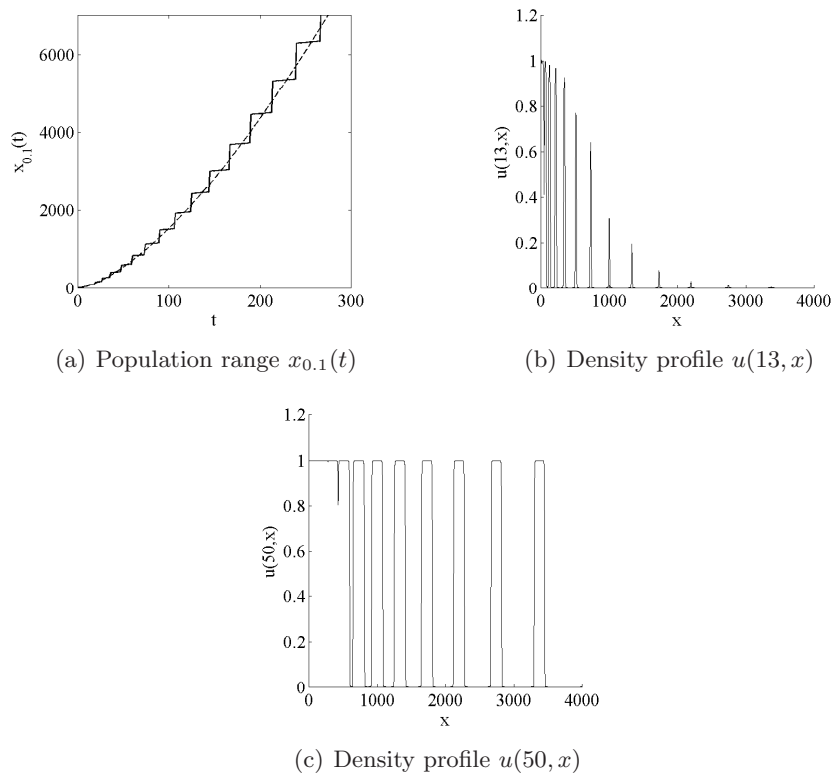 6000
4000
2000
0
x0.1(t)
0 100 200 300
t
(a) Population range x0.1(t)
1.2
1
0.8
0.6
0.4
0.2
0
u(13,x)
0 1000 2000 3000 4000
x
(b) Density profile u(13, x)
1.2
1
0.8
0.6
0.4
0.2
0
u(50,x)
0 1000 2000 3000 4000
x
(c) Density profile u(50, x)